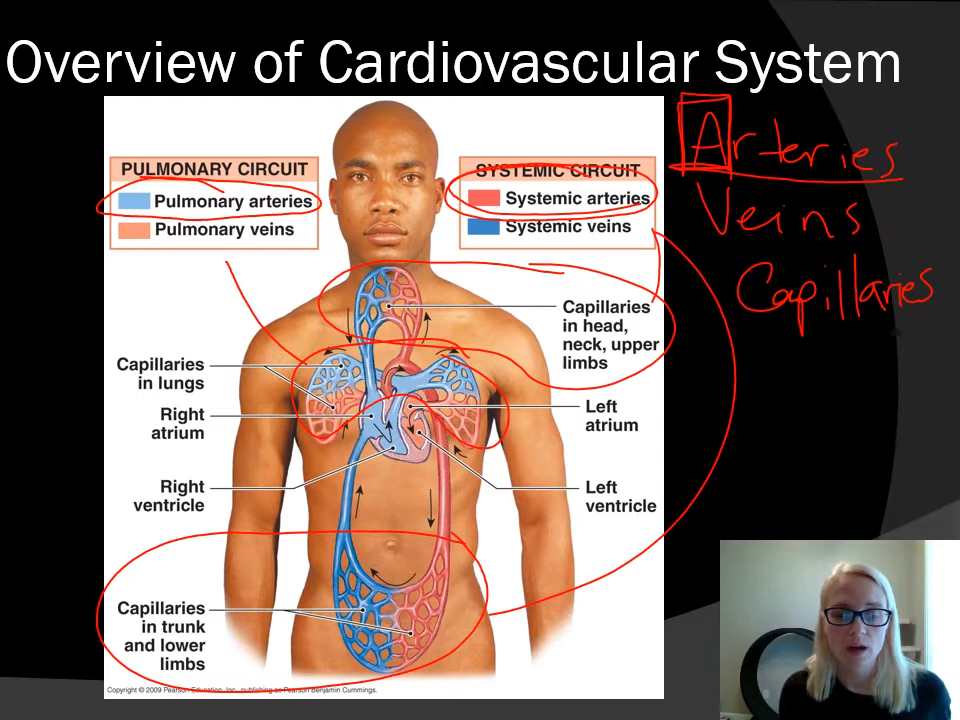 Overview of Cardiovascular System
Arteries
Veins
Capillaries
PULMONARY CIRCUIT
Pulmonary arteries
Pulmonary veins
SYSTEMIC CIRCUIT
Systemic arteries
Systemic veins
Capillaries
in head,
neck, upper
limbs
Capillaries
in lungs
Right
atrium
Left
atrium
Right
ventricle
Left
ventricle
Capillaries
in trunk
and lower
limbs
Copyright © 2009 Pearson Education, Inc., publishing as Pearson Benjamin Cummings.